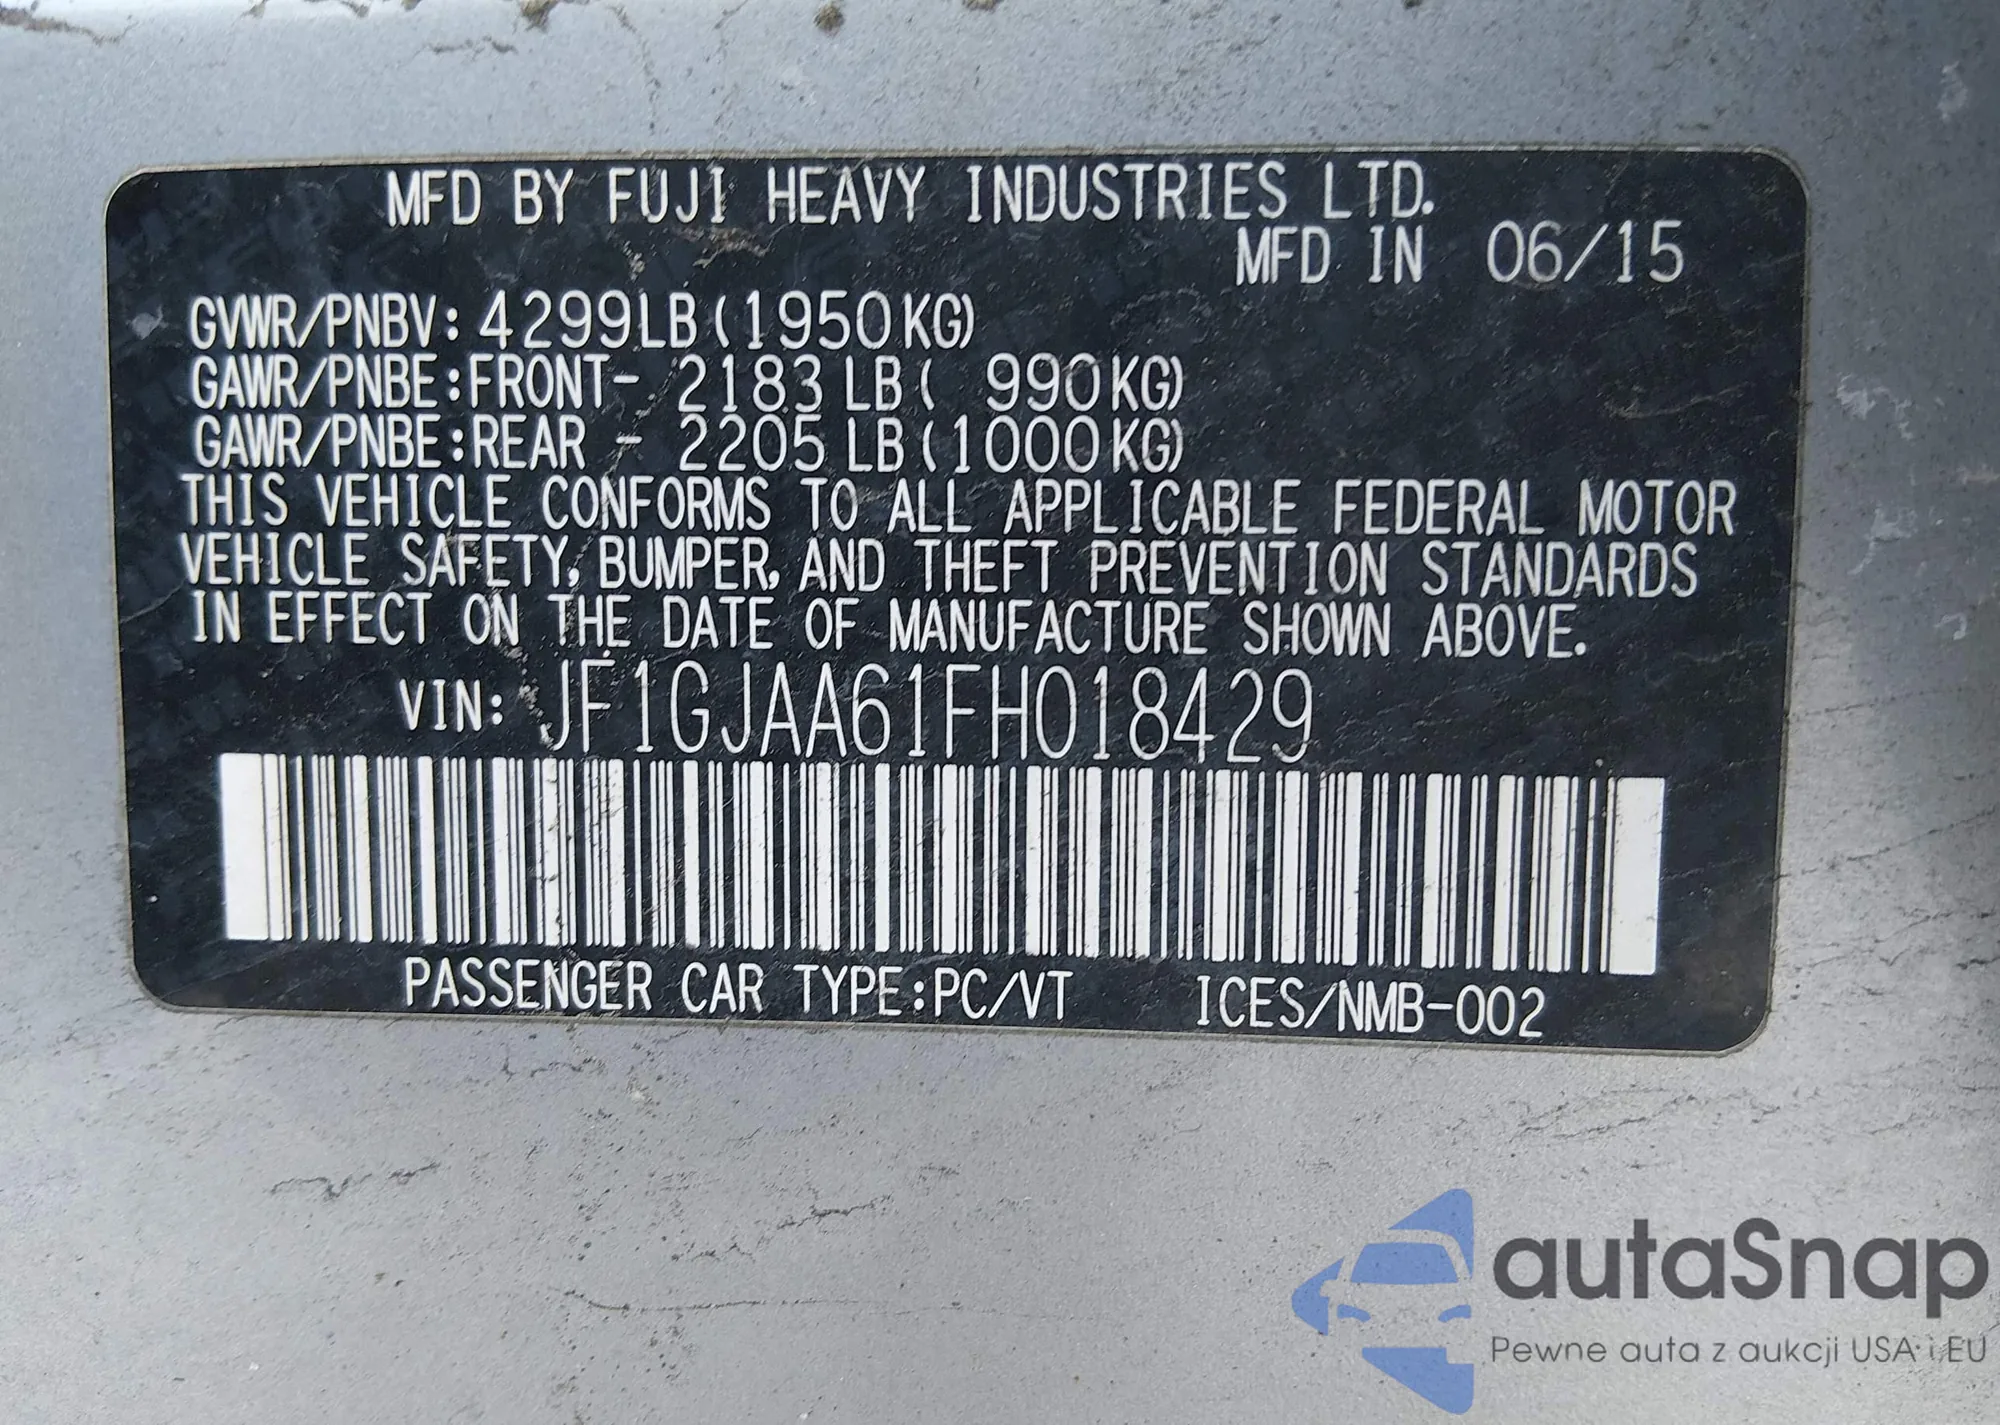 MFD BY FUJI HEAVY INDUSTRIES LTD.
MFD IN 06/15
GVWR/PNBV: 4299LB (1950KG)
GAWR/PNBE:FRONT- 2183 LB ( 990KG)
GAWR/PNBE:REAR - 2205 LB (1000KG)
THIS VEHICLE CONFORMS TO ALL APPLICABLE FEDERAL MOTOR
VEHICLE SAFETY, BUMPER, AND THEFT PREVENTION STANDARDS
IN EFFECT ON THE DATE OF MANUFACTURE SHOWN ABOVE.
VIN: JF1GJAA61FH018429
PASSENGER CAR TYPE:PC/VT ICES/NMB-002
autaSnap
Pewne auta z aukcji USA i EU